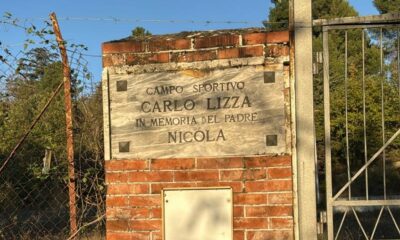 CAMPO SPORTIVO
CARLO LIZZA
IN MEMORIA DEL PADRE
NICOLA